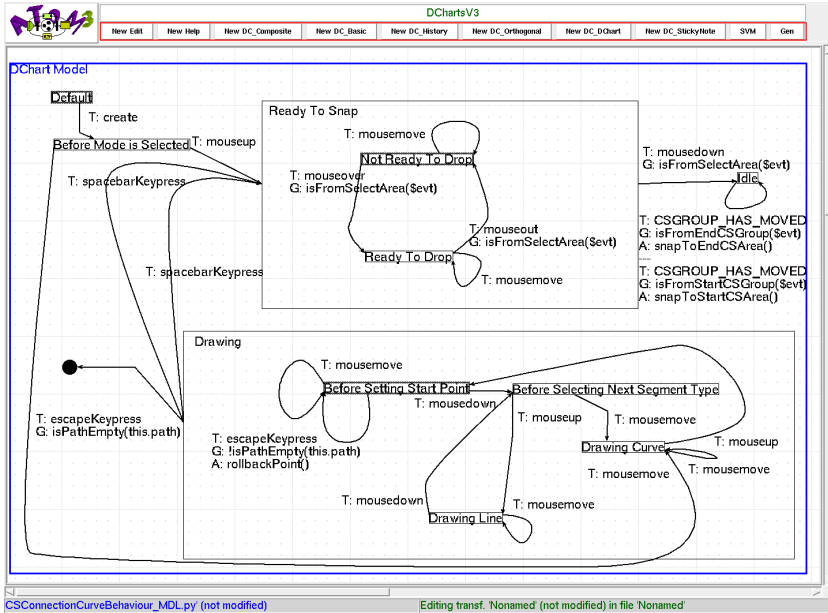 DChartsV3
New Edit
New Help
New DC_Composite
New DC_Basic
New DC_History
New DC_Orthogonal
New DC_DChart
New DC_StickyNote
SVM
Gen
DChart Model
Default
T: create
Before Mode is Selected
T: mouseup
T: spacebarKeypress
T: spacebarKeypress
Ready To Snap
T: mousemove
Not Ready To Drop
T: mouseover
G: isFromSelectArea($evt)
T: mouseout
G: isFromSelectArea($evt)
Ready To Drop
T: mousemove
T: mousedown
G: isFromSelectArea($evt)
Idle
T: CSGROUP_HAS_MOVED
G: isFromEndCSGroup($evt)
A: snapToEndCSArea()
---
T: CSGROUP_HAS_MOVED
G: isFromStartCSGroup($evt)
A: snapToStartCSArea()
T: escapeKeypress
G: isPathEmpty(this.path)
Drawing
T: mousemove
Before Setting Start Point
T: mousedown
Before Selecting Next Segment Type
T: mouseup
T: mousemove
T: escapeKeypress
G: !isPathEmpty(this.path)
A: rollbackPoint()
Drawing Curve
T: mouseup
T: mousemove
T: mousemove
T: mousedown
T: mousemove
Drawing Line
CSConnectionCurveBehaviour_MDL.py' (not modified)
Editing transf. 'Nonamed' (not modified) in file 'Nonamed'